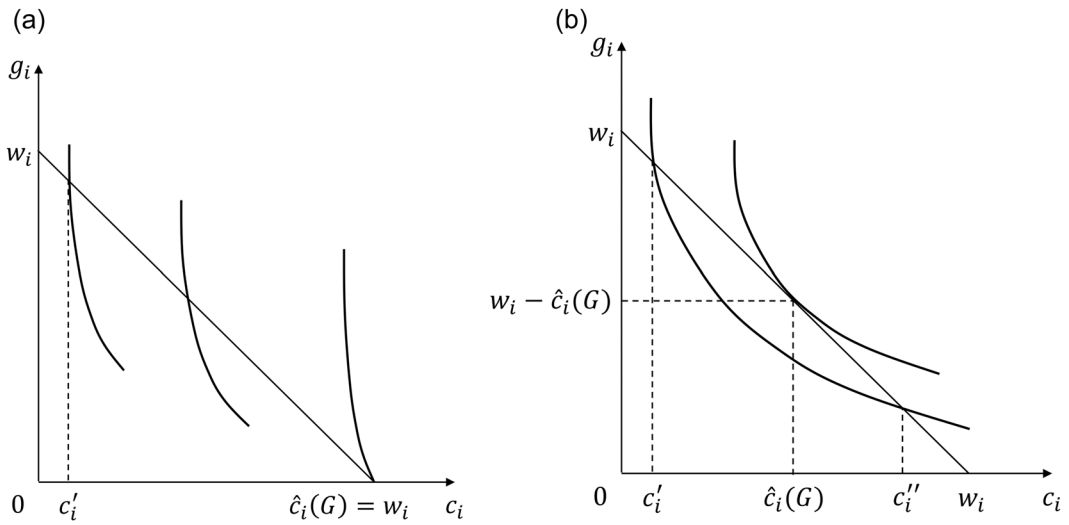 (a)
g_i
w_i
0
c_i′
ĉ_i(G) = w_i
c_i
(b)
g_i
w_i
w_i − ĉ_i(G)
0
c_i′
ĉ_i(G)
c_i′′
w_i
c_i